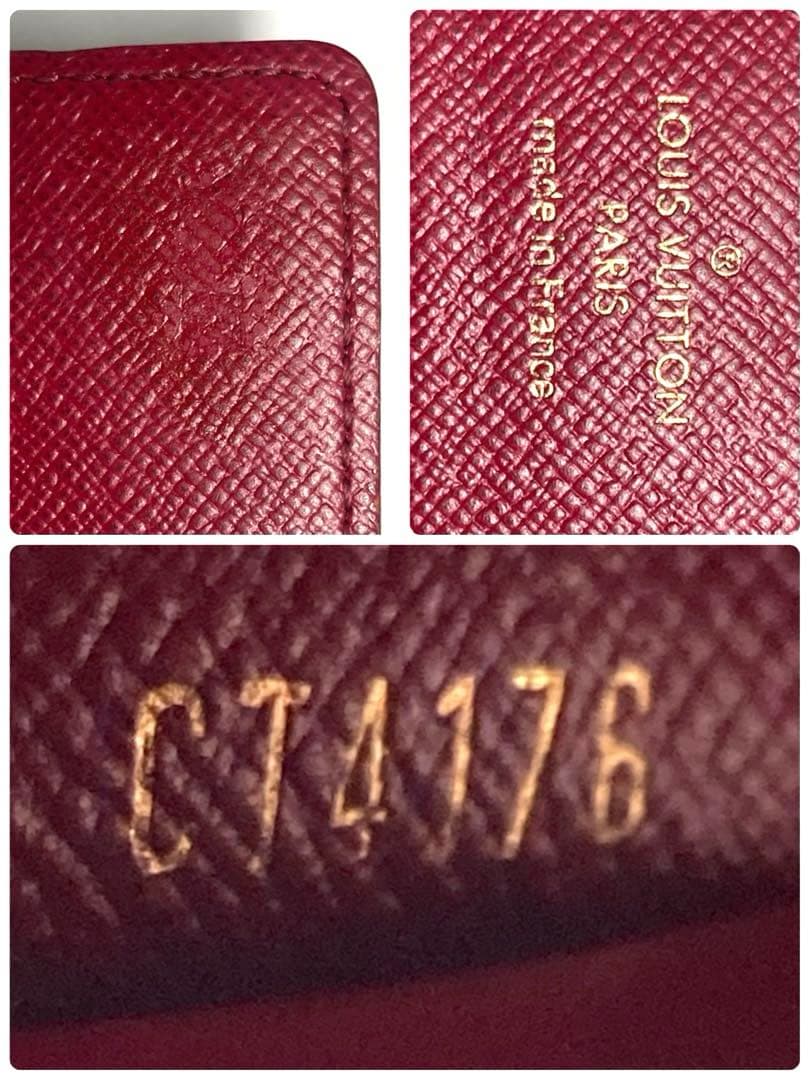 ®
LOUIS VUITTON
PARIS
made in France
CT4176